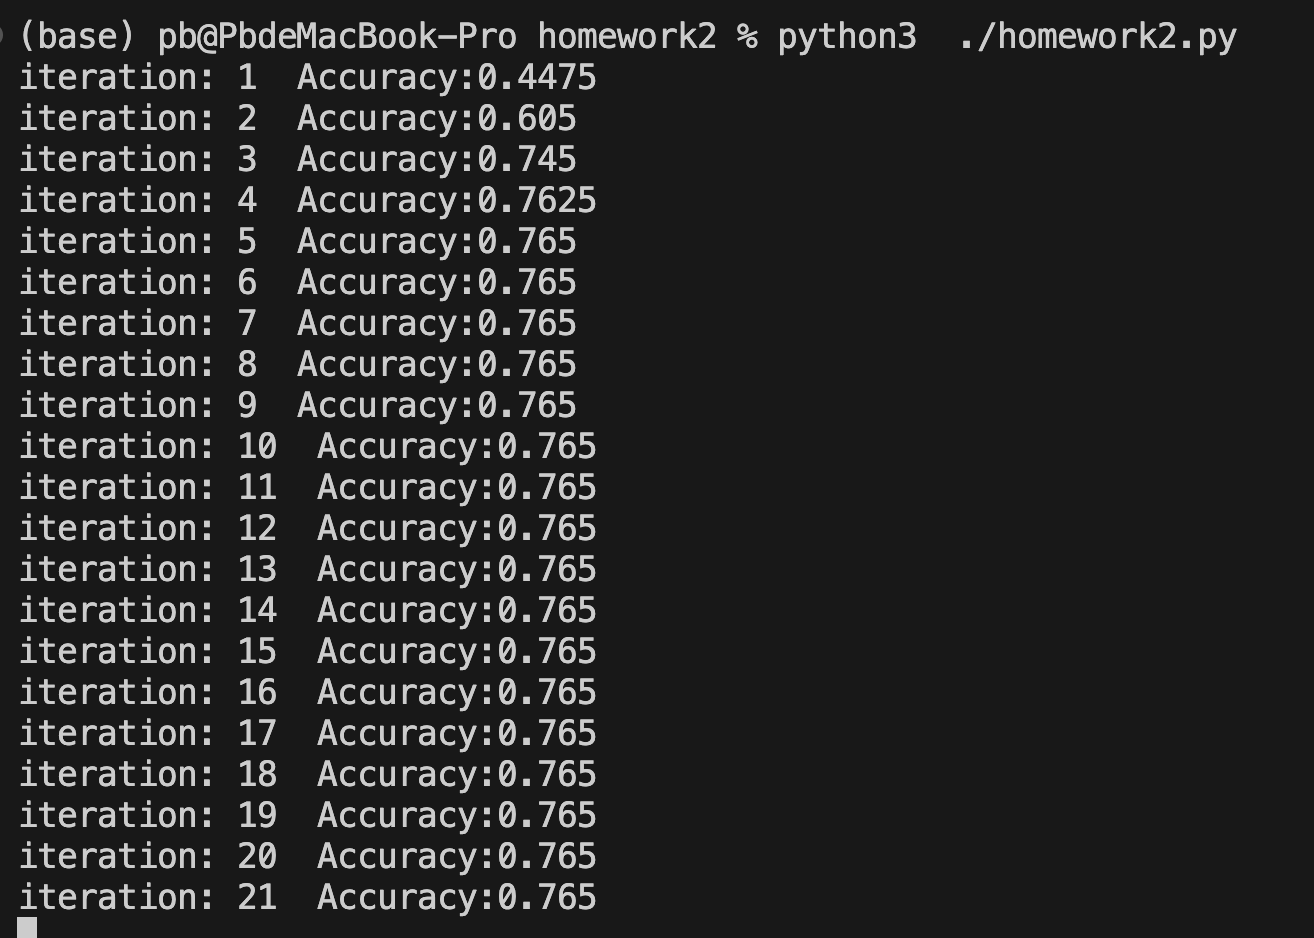 (base) pb@PbdeMacBook-Pro homework2 % python3  ./homework2.py
iteration: 1  Accuracy:0.4475
iteration: 2  Accuracy:0.605
iteration: 3  Accuracy:0.745
iteration: 4  Accuracy:0.7625
iteration: 5  Accuracy:0.765
iteration: 6  Accuracy:0.765
iteration: 7  Accuracy:0.765
iteration: 8  Accuracy:0.765
iteration: 9  Accuracy:0.765
iteration: 10  Accuracy:0.765
iteration: 11  Accuracy:0.765
iteration: 12  Accuracy:0.765
iteration: 13  Accuracy:0.765
iteration: 14  Accuracy:0.765
iteration: 15  Accuracy:0.765
iteration: 16  Accuracy:0.765
iteration: 17  Accuracy:0.765
iteration: 18  Accuracy:0.765
iteration: 19  Accuracy:0.765
iteration: 20  Accuracy:0.765
iteration: 21  Accuracy:0.765